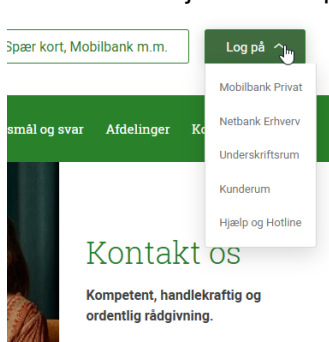 Spær kort, Mobilbank m.m.
Log på
Mobilbank Privat
smål og svar Afdelinger
Netbank Erhverv
Underskriftsrum
Kunderum
Hjælp og Hotline
Kontakt os
Kompetent, handlekraftig og
ordentlig rådgivning.